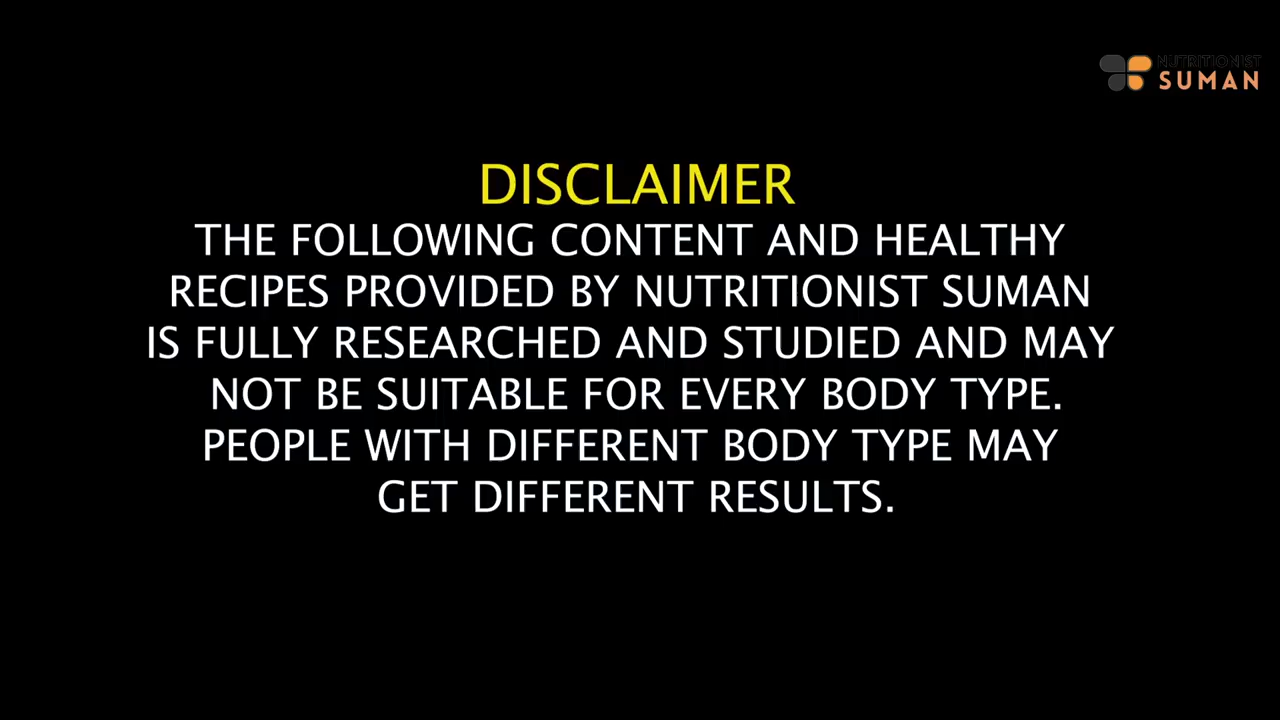 NUTRITIONIST
SUMAN
DISCLAIMER
THE FOLLOWING CONTENT AND HEALTHY
RECIPES PROVIDED BY NUTRITIONIST SUMAN
IS FULLY RESEARCHED AND STUDIED AND MAY
NOT BE SUITABLE FOR EVERY BODY TYPE.
PEOPLE WITH DIFFERENT BODY TYPE MAY
GET DIFFERENT RESULTS.